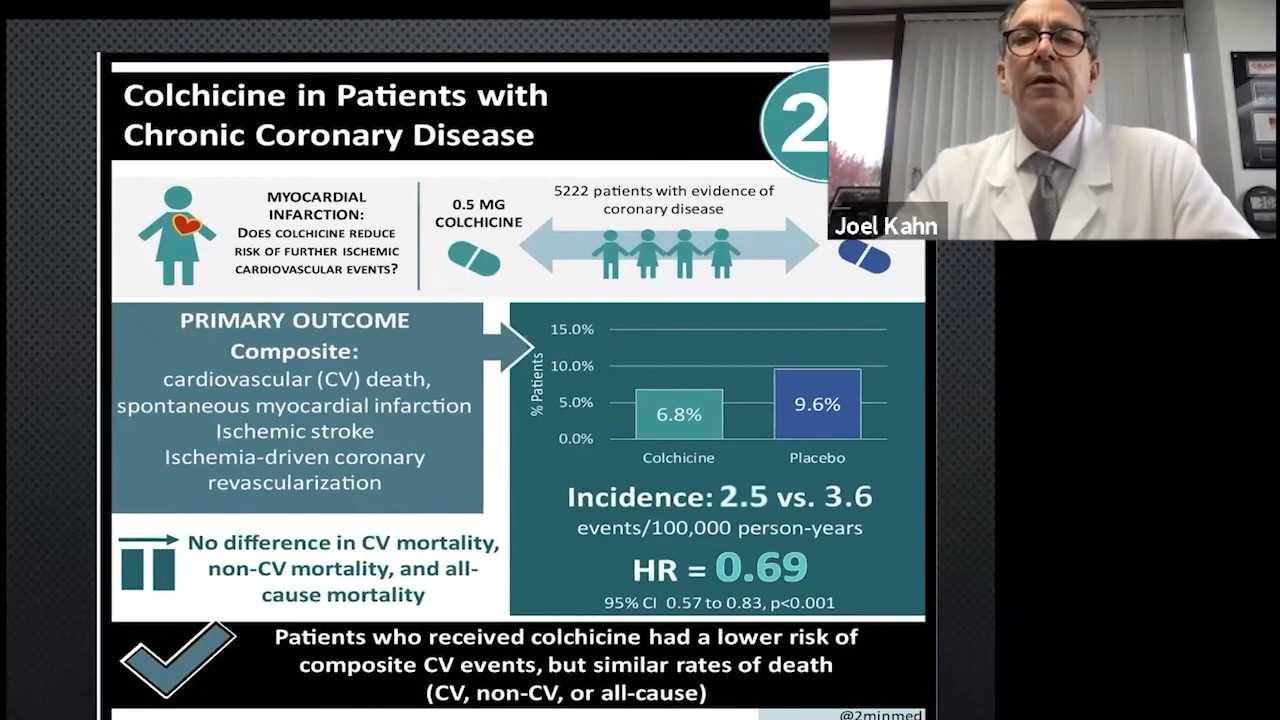 Colchicine in Patients with
Chronic Coronary Disease
2
Joel Kahn
MYOCARDIAL
INFARCTION:
DOES COLCHICINE REDUCE
RISK OF FURTHER ISCHEMIC
CARDIOVASCULAR EVENTS?
0.5 MG
COLCHICINE
5222 patients with evidence of
coronary disease
PRIMARY OUTCOME
Composite:
cardiovascular (CV) death,
spontaneous myocardial infarction
Ischemic stroke
Ischemia-driven coronary
revascularization
% Patients
15.0%
10.0%
5.0%
0.0%
6.8%
9.6%
Colchicine
Placebo
Incidence: 2.5 vs. 3.6
events/100,000 person-years
HR = 0.69
95% CI 0.57 to 0.83, p<0.001
No difference in CV mortality,
non-CV mortality, and all-
cause mortality
Patients who received colchicine had a lower risk of
composite CV events, but similar rates of death
(CV, non-CV, or all-cause)
@2minmed